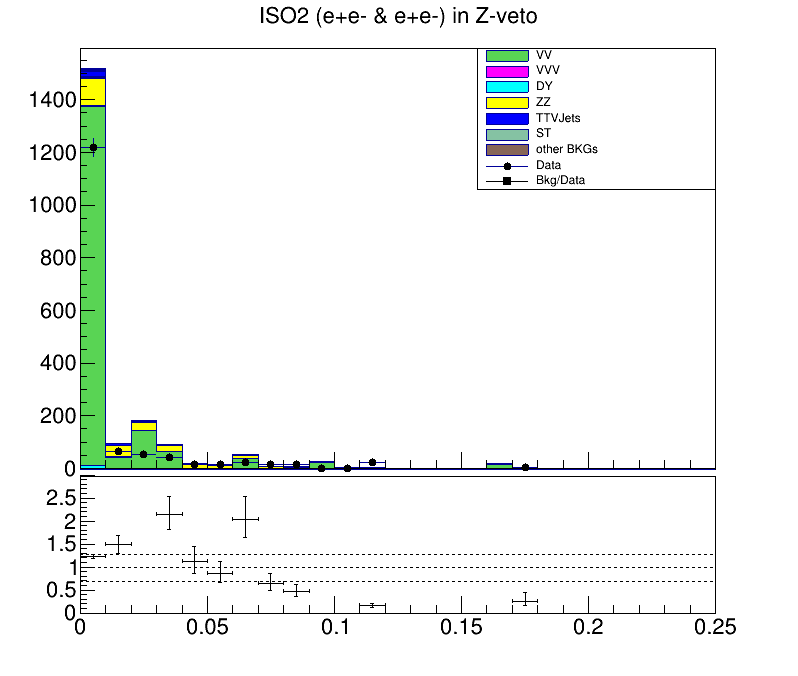 ISO2 (e+e- & e+e-) in Z-veto
VV
VVV
DY
ZZ
TTVJets
ST
other BKGs
Data
Bkg/Data
1400
1200
1000
800
600
400
200
0
2.5
2
1.5
1
0.5
0
0 0.05 0.1 0.15 0.2 0.25